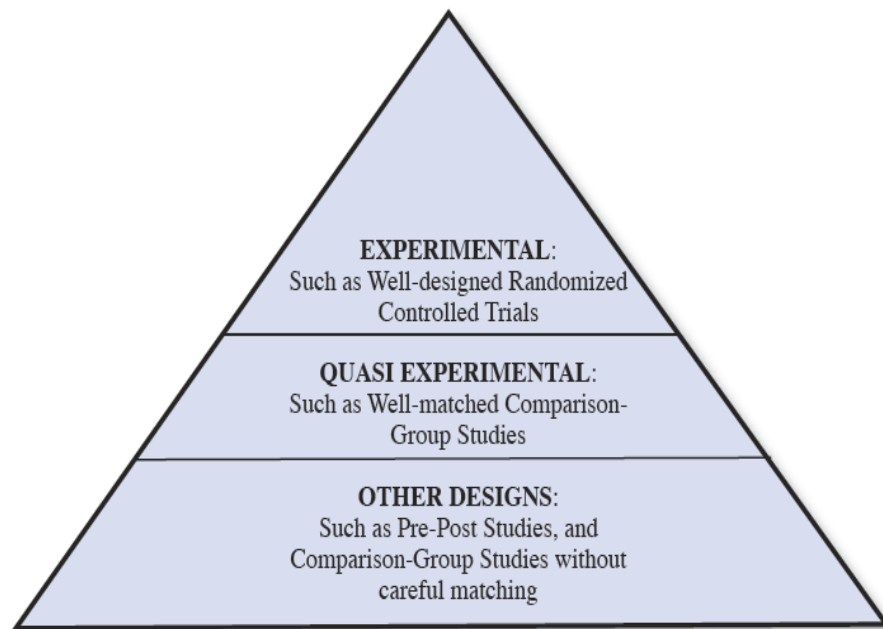 EXPERIMENTAL:
Such as Well-designed Randomized
Controlled Trials
QUASI EXPERIMENTAL:
Such as Well-matched Comparison-
Group Studies
OTHER DESIGNS:
Such as Pre-Post Studies, and
Comparison-Group Studies without
careful matching